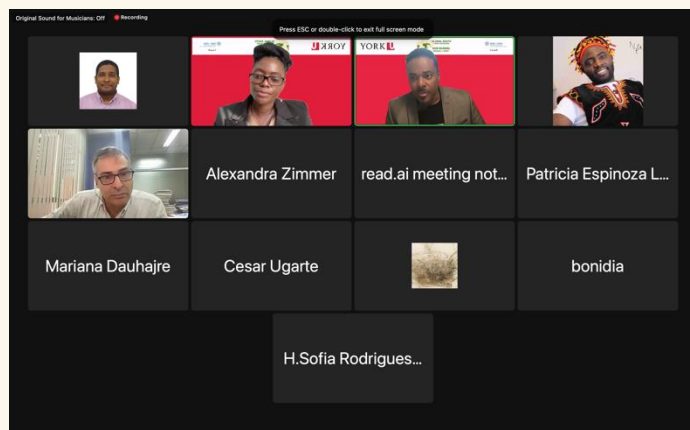 Original Sound for Musicians: Off Recording
Press ESC or double-click to exit full screen mode
YORK U
YORK U
Alexandra Zimmer
read.ai meeting not...
Patricia Espinoza L...
Mariana Dauhajre
Cesar Ugarte
bonidia
H.Sofia Rodrigues...